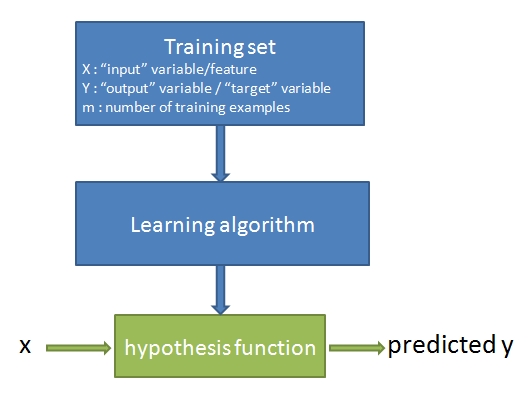 Training set
X : “input” variable/feature
Y : “output” variable / “target” variable
m : number of training examples
Learning algorithm
x
hypothesis function
predicted y